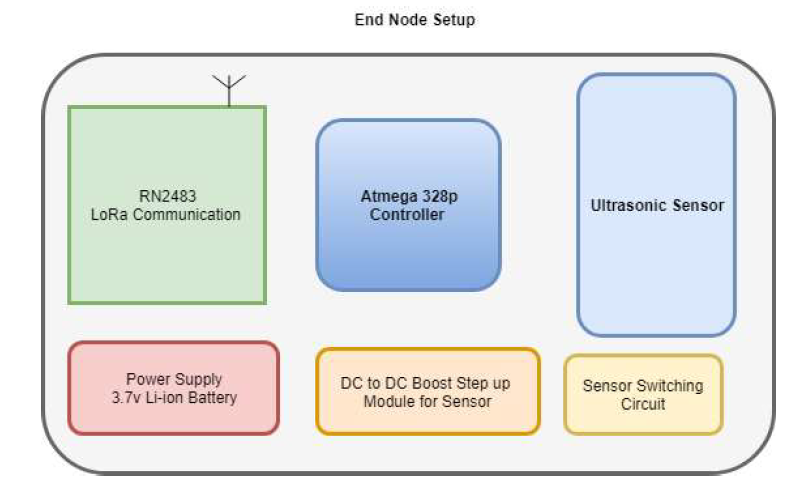 End Node Setup
RN2483
LoRa Communication
Atmega 328p
Controller
Ultrasonic Sensor
Power Supply
3.7v Li-ion Battery
DC to DC Boost Step up
Module for Sensor
Sensor Switching
Circuit